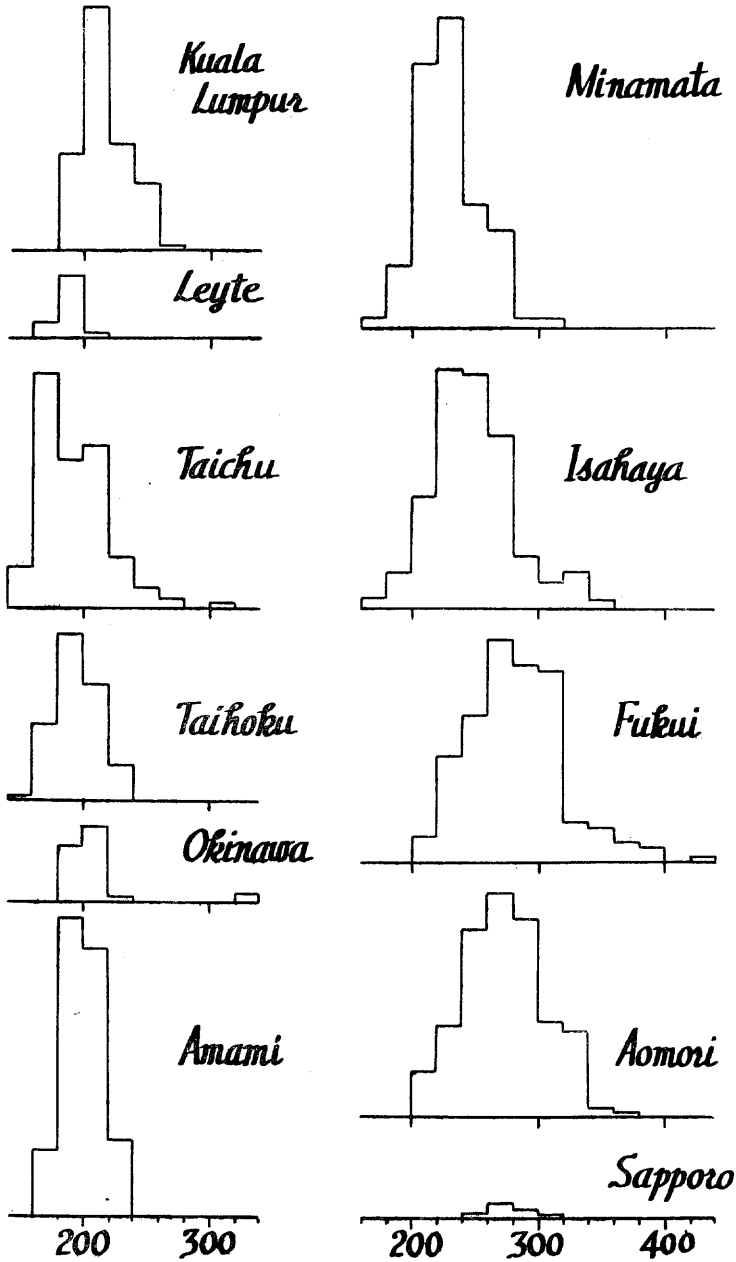 Kuala
Lumpur
Leyte
Taichu
Taihoku
Okinawa
Amami
200 300
Minamata
Isahaya
Fukui
Aomori
Sapporo
200 300 400